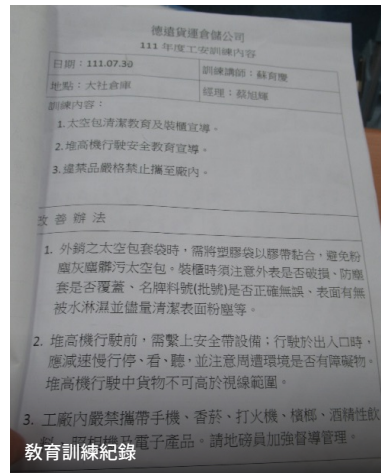 德遠貨運倉儲公司
111 年度工安訓練內容
日期：111.07.30
訓練講師：蘇育慶
地點：大社倉庫
經理：蔡旭輝
訓練內容：
1.太空包清潔教育及裝櫃宣導。
2.堆高機行駛安全教育宣導。
3.違禁品嚴格禁止攜至廠內。
改 善 辦 法
1. 外銷之太空包套袋時，需將塑膠袋以膠帶黏合，避免粉
塵灰塵髒污太空包。裝櫃時須注意外表是否破損、防塵
套是否覆蓋、名牌料號(批號)是否正確無誤、表面有無
被水淋濕並儘量清潔表面粉塵等。
2. 堆高機行駛前，需繫上安全帶設備；行駛於出入口時，
應減速慢行停、看、聽，並注意周遭環境是否有障礙物。
堆高機行駛中貨物不可高於視線範圍。
3. 工廠內嚴禁攜帶手機、香菸、打火機、檳榔、酒精性飲
料、照相機及電子產品。請地磅員加強督導管理。
教育訓練紀錄